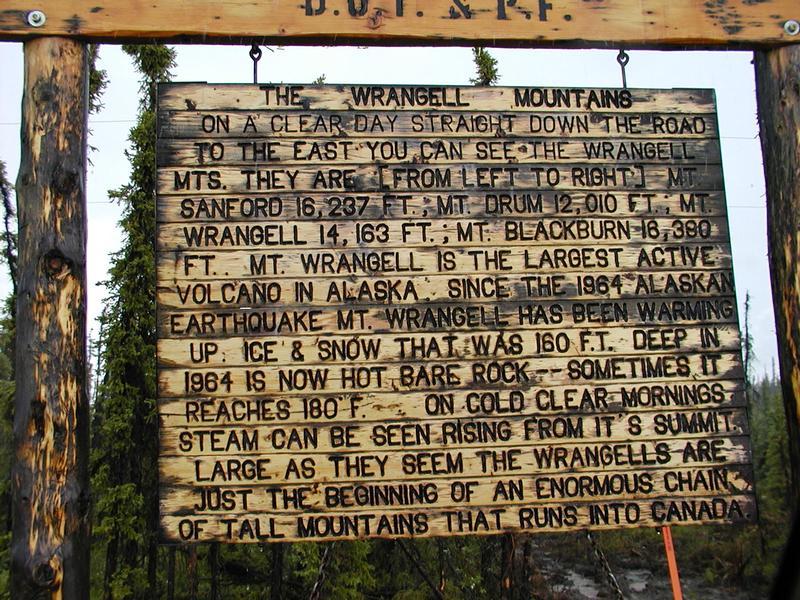 D.O.T. & P.F.
THE WRANGELL MOUNTAINS
ON A CLEAR DAY STRAIGHT DOWN THE ROAD
TO THE EAST YOU CAN SEE THE WRANGELL
MTS. THEY ARE [FROM LEFT TO RIGHT] MT.
SANFORD 16,237 FT.; MT. DRUM 12,010 FT.; MT.
WRANGELL 14,163 FT.; MT. BLACKBURN 16,390
FT.. MT. WRANGELL IS THE LARGEST ACTIVE
VOLCANO IN ALASKA. SINCE THE 1964 ALASKAN
EARTHQUAKE MT. WRANGELL HAS BEEN WARMING
UP: ICE & SNOW THAT WAS 160 FT. DEEP IN
1964 IS NOW HOT BARE ROCK -- SOMETIMES IT
REACHES 180° F. ON COLD CLEAR MORNINGS
STEAM CAN BE SEEN RISING FROM IT'S SUMMIT.
LARGE AS THEY SEEM THE WRANGELLS ARE
JUST THE BEGINNING OF AN ENORMOUS CHAIN
OF TALL MOUNTAINS THAT RUNS INTO CANADA.